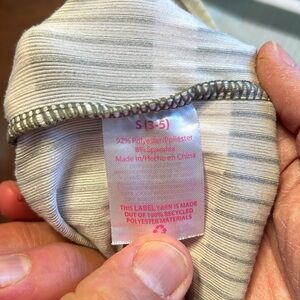 S (3-5)
92% Polyester/poliéster
8% Spandex
Made in/Hecho en China
THIS LABEL YARN IS MADE
OUT OF 100% RECYCLED
POLYESTER MATERIALS